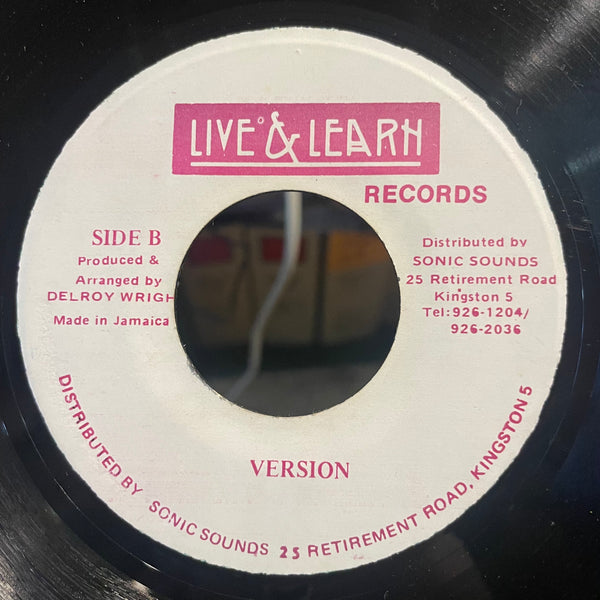 LIVE & LEARN
RECORDS
SIDE B
Produced &
Arranged by
DELROY WRIGH
Made in Jamaica
Distributed by
SONIC SOUNDS
25 Retirement Road
Kingston 5
Tel:926-1204/
926-2036
VERSION
DISTRIBUTED BY SONIC SOUNDS 25 RETIREMENT ROAD, KINGSTON 5